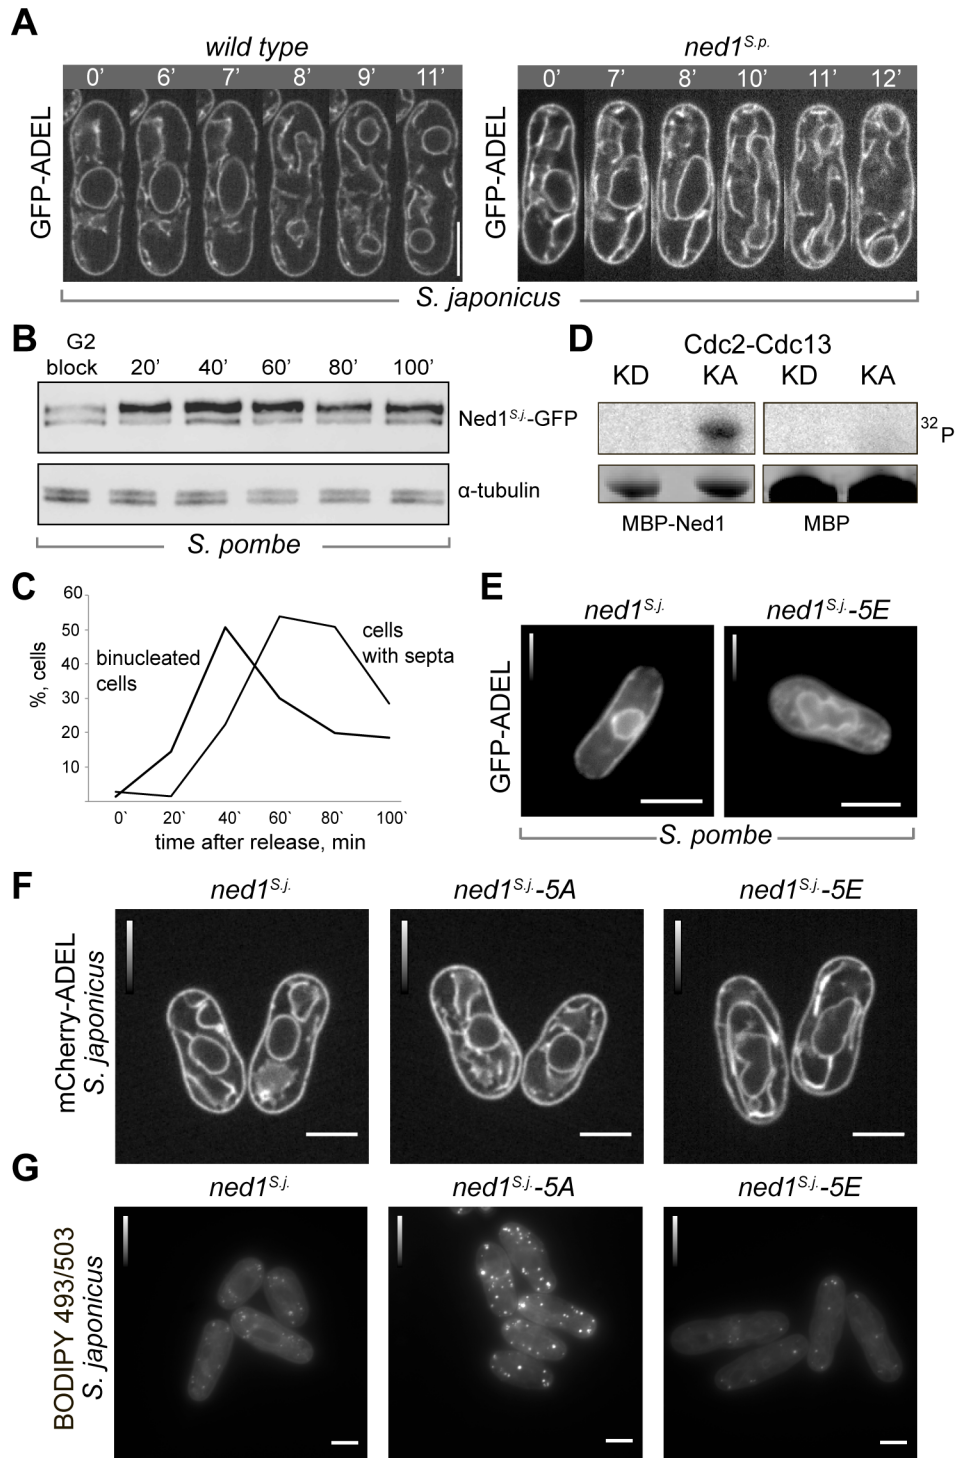 A
wild type
ned1S.p.
0’ 6’ 7’ 8’ 9’ 11’
0’ 7’ 8’ 10’ 11’ 12’
GFP-ADEL
GFP-ADEL
S. japonicus
B
G2
block 20’ 40’ 60’ 80’ 100’
Ned1S.j.-GFP
α-tubulin
S. pombe
D
Cdc2-Cdc13
KD KA KD KA
32P
MBP-Ned1 MBP
C
60
50
40
30
20
10
%, cells
binucleated
cells
cells
with septa
0` 20` 40` 60` 80` 100`
time after release, min
E
ned1S.j. ned1S.j.-5E
GFP-ADEL
S. pombe
F
ned1S.j. ned1S.j.-5A ned1S.j.-5E
mCherry-ADEL
S. japonicus
G
ned1S.j. ned1S.j.-5A ned1S.j.-5E
BODIPY 493/503
S. japonicus